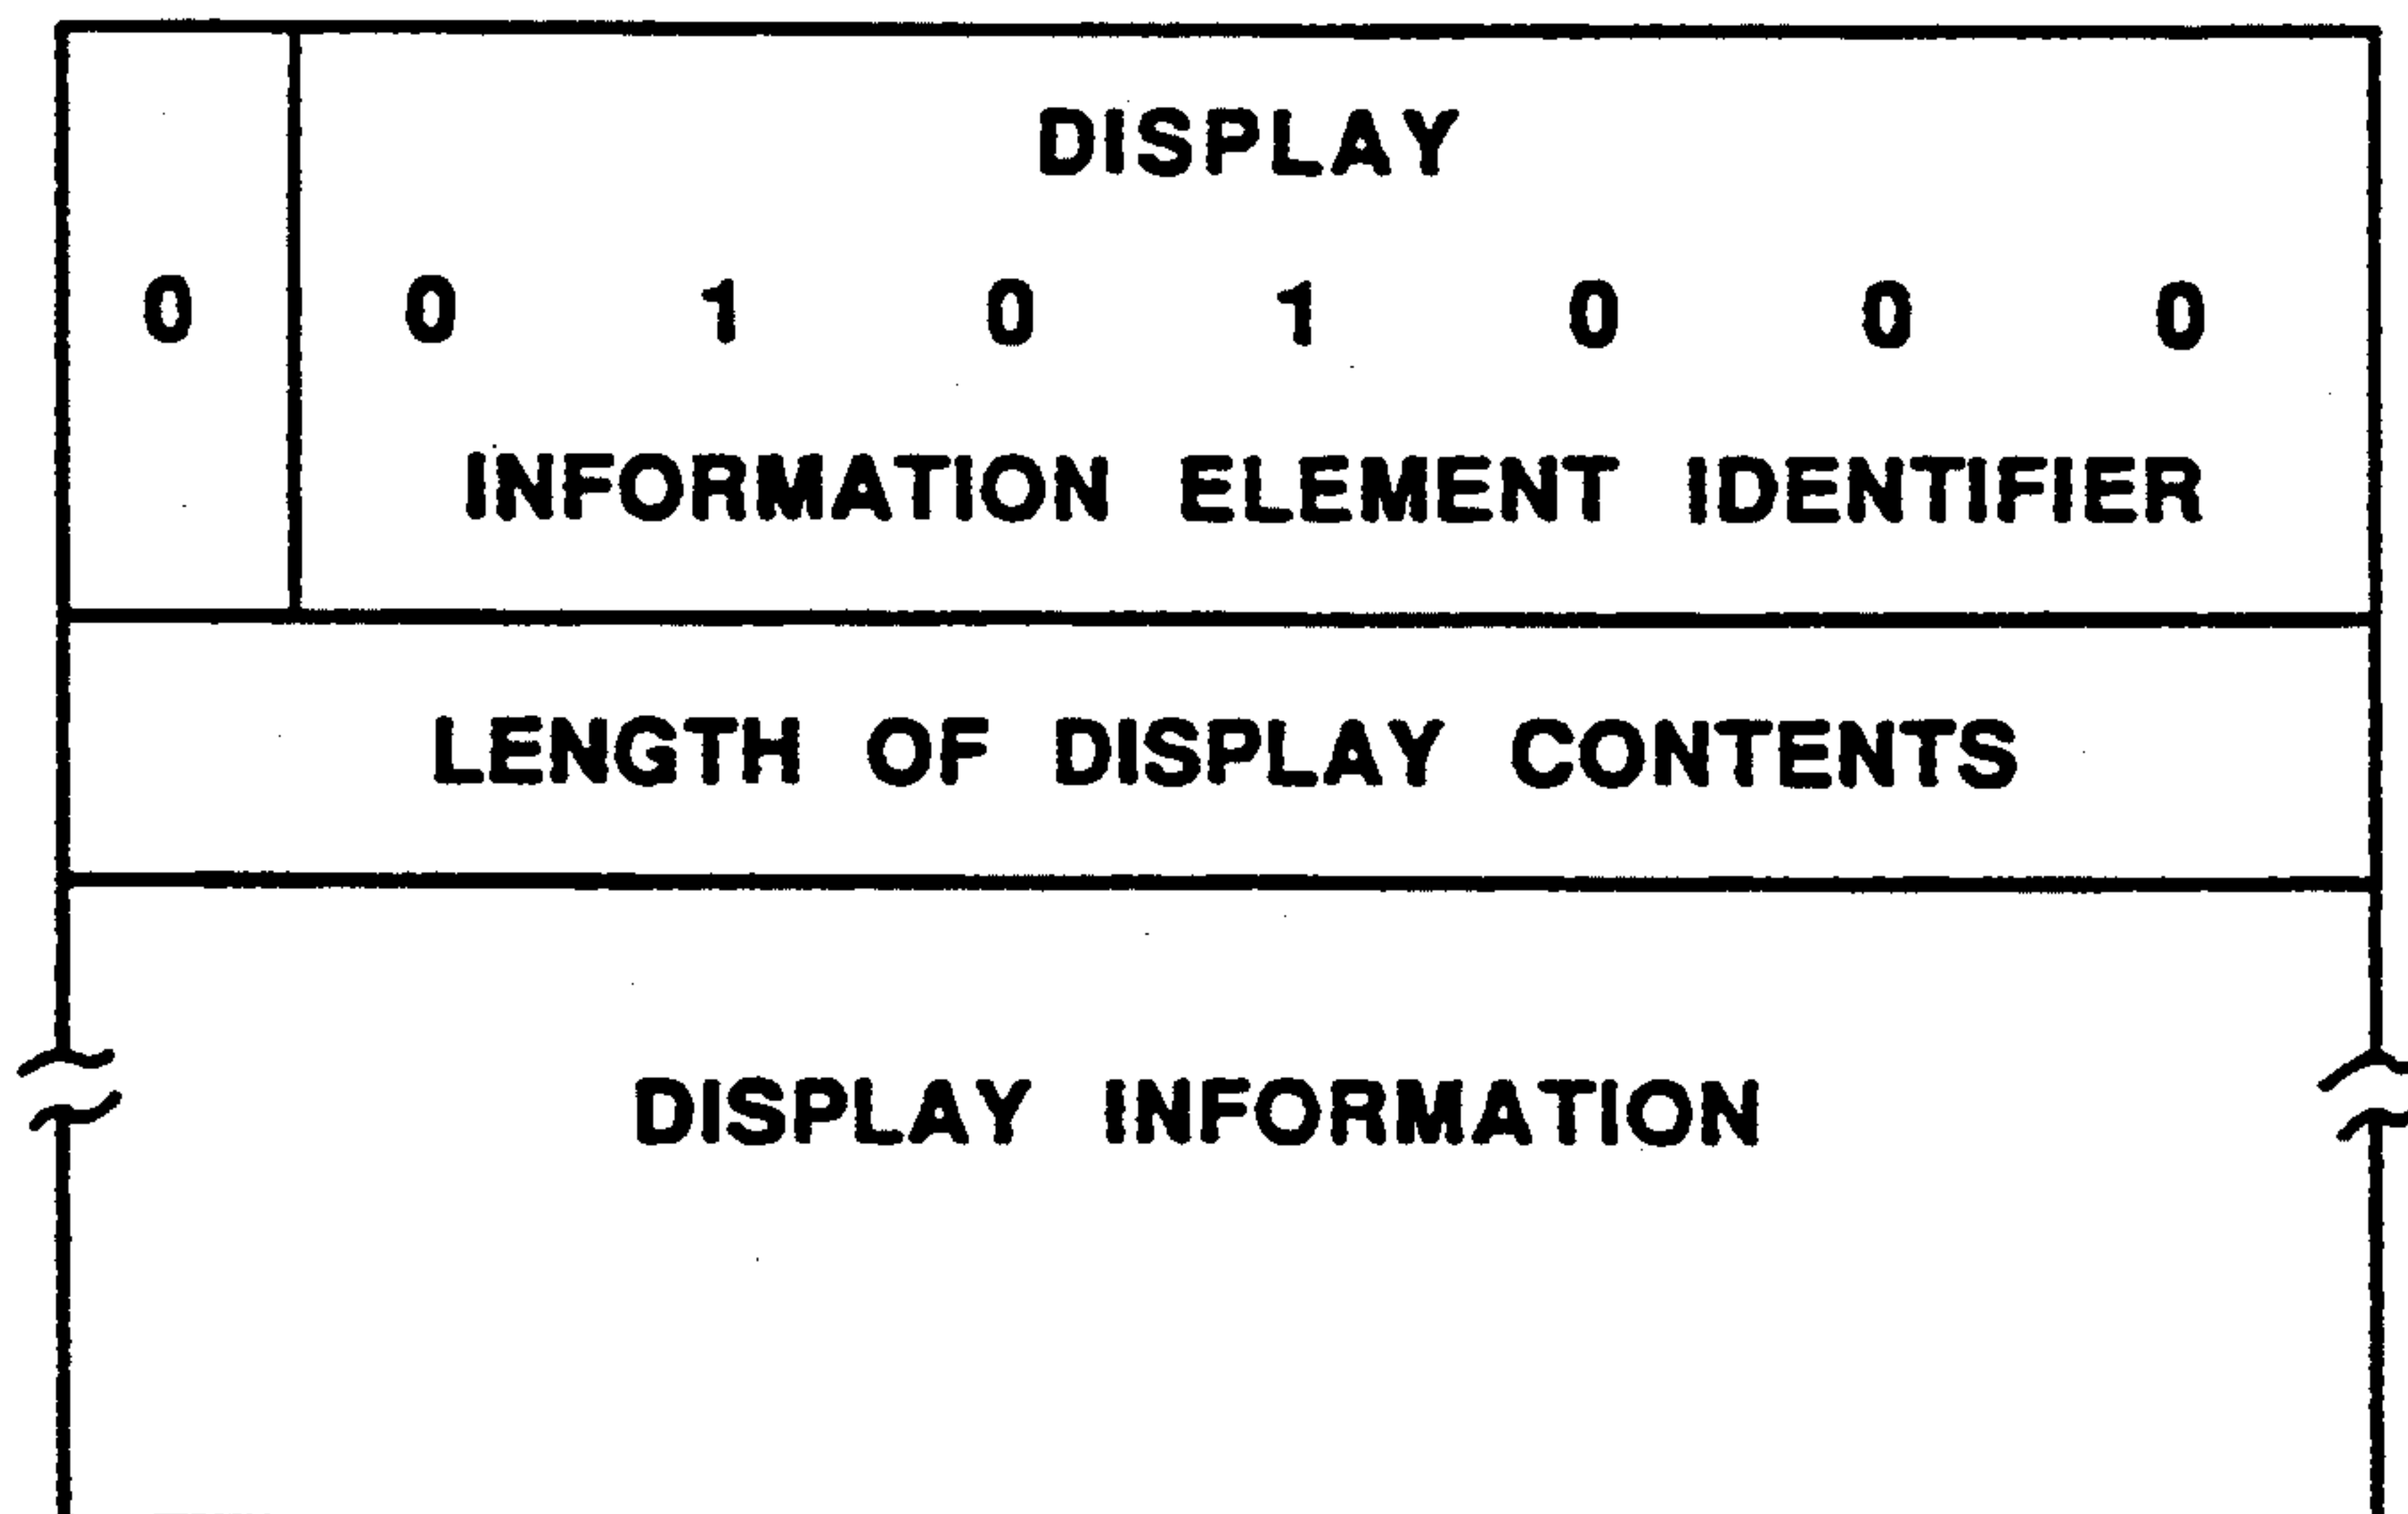 DISPLAY
0 0 1 0 1 0 0 0
INFORMATION ELEMENT IDENTIFIER
LENGTH OF DISPLAY CONTENTS
DISPLAY INFORMATION